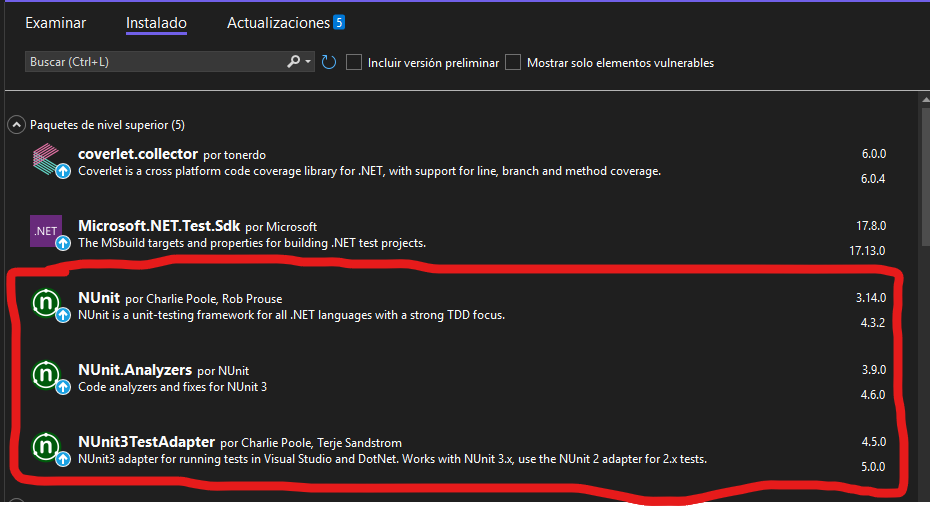 Examinar Instalado Actualizaciones 5
Buscar (Ctrl+L) Incluir versión preliminar Mostrar solo elementos vulnerables
Paquetes de nivel superior (5)
coverlet.collector por tonerdo 6.0.0
Coverlet is a cross platform code coverage library for .NET, with support for line, branch and method coverage.
6.0.4
.NET
Microsoft.NET.Test.Sdk por Microsoft 17.8.0
The MSbuild targets and properties for building .NET test projects.
17.13.0
n
NUnit por Charlie Poole, Rob Prouse 3.14.0
NUnit is a unit-testing framework for all .NET languages with a strong TDD focus.
4.3.2
n
NUnit.Analyzers por NUnit 3.9.0
Code analyzers and fixes for NUnit 3
4.6.0
n
NUnit3TestAdapter por Charlie Poole, Terje Sandstrom 4.5.0
NUnit3 adapter for running tests in Visual Studio and DotNet. Works with NUnit 3.x, use the NUnit 2 adapter for 2.x tests.
5.0.0